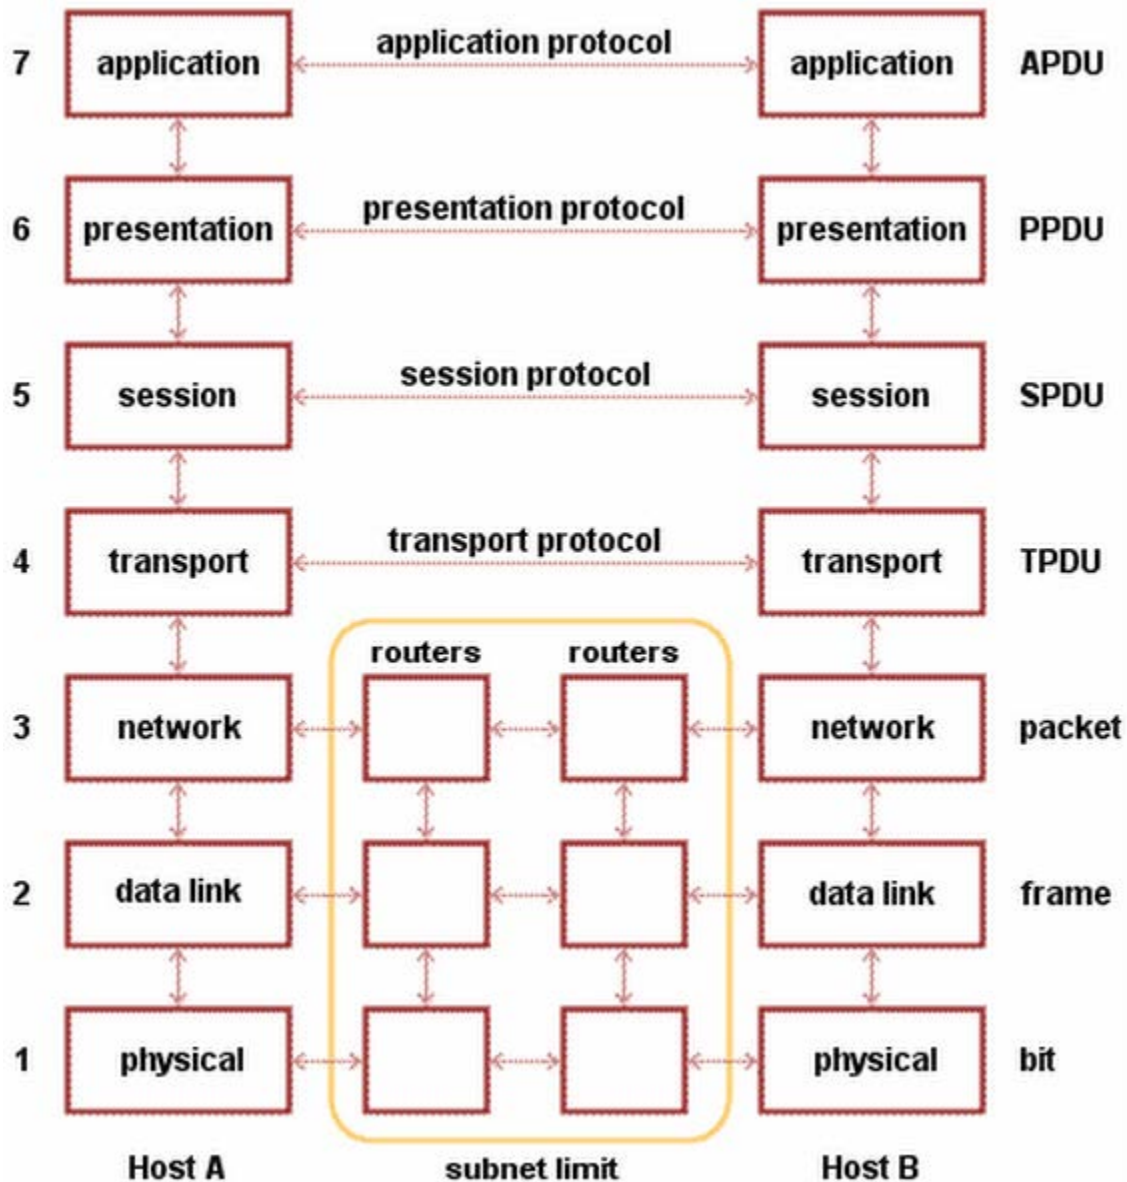 7 application application protocol application APDU
6 presentation presentation protocol presentation PPDU
5 session session protocol session SPDU
4 transport transport protocol transport TPDU
routers routers
3 network network packet
2 data link data link frame
1 physical physical bit
Host A subnet limit Host B